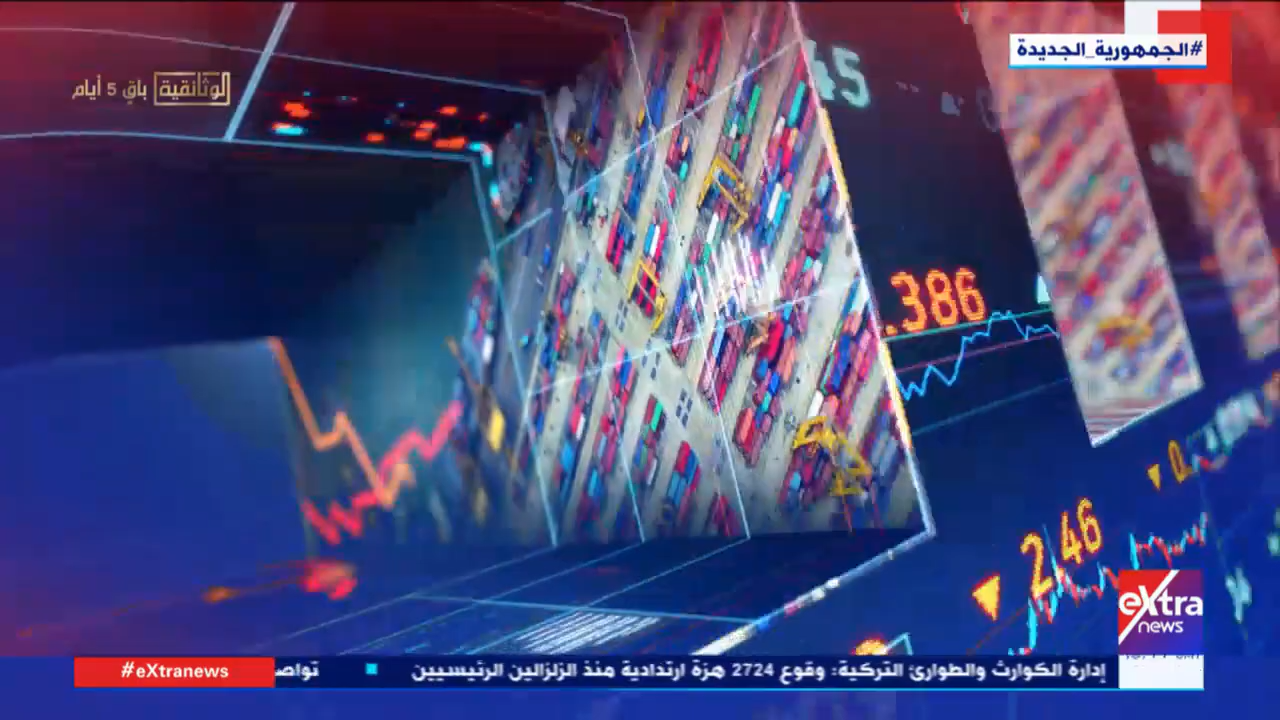 #الجمهورية_الجديدة
الوثائقية باقٍ 5 أيام
45
.386
2.46
eXtra
news
إدارة الكوارث والطوارئ التركية: وقوع 2724 هزة ارتدادية منذ الزلزالين الرئيسيين ■ تواصـ
#eXtranews